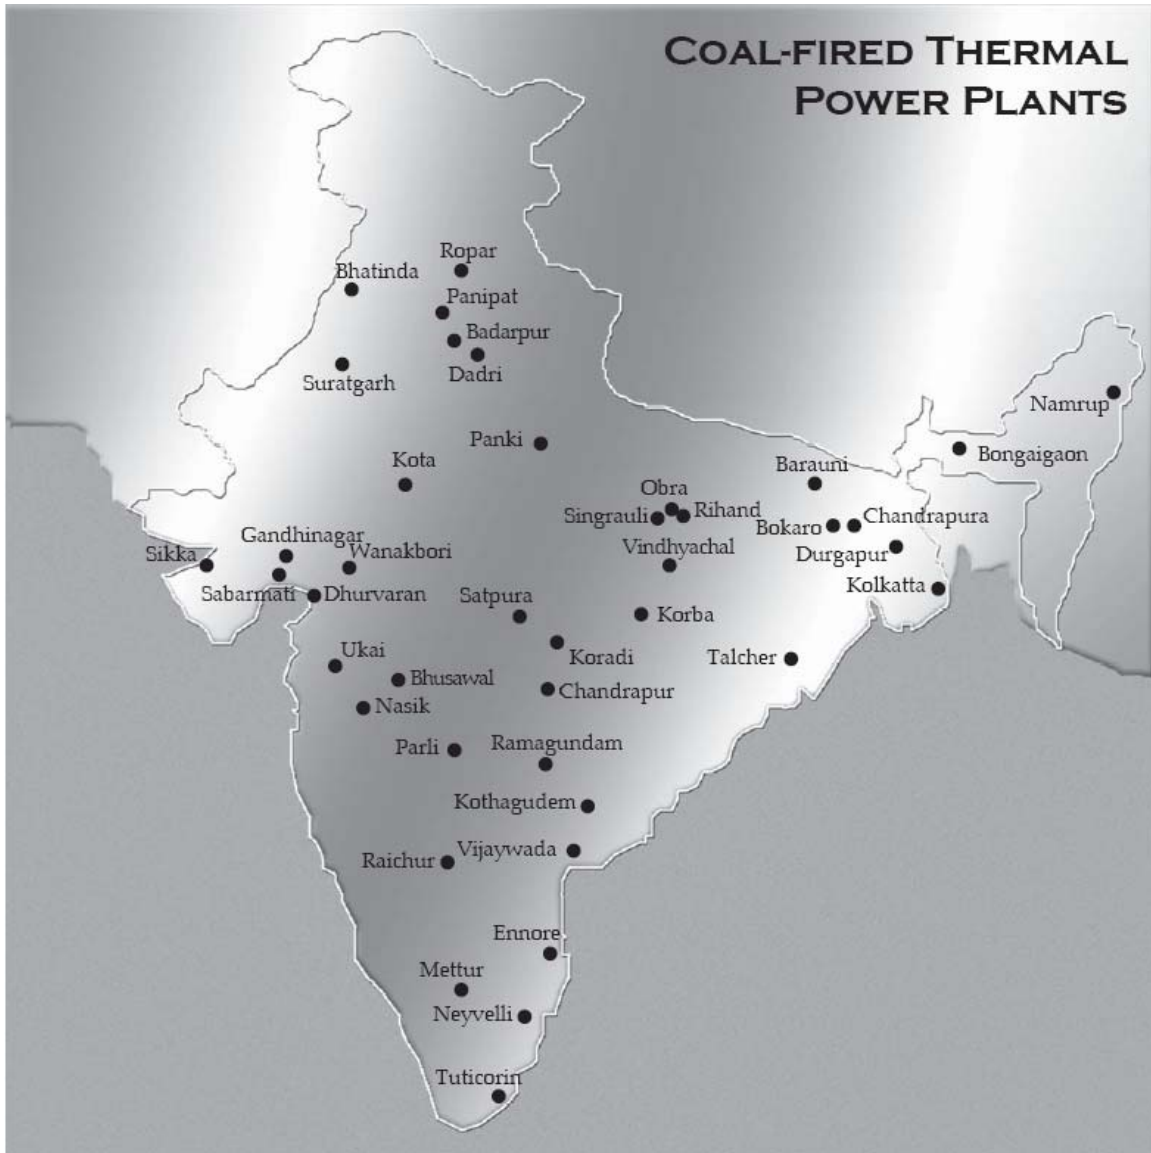 COAL-FIRED THERMAL
POWER PLANTS
Ropar
Bhatinda
Panipat
Badarpur
Dadri
Suratgarh
Namrup
Panki
Bongaigaon
Kota
Barauni
Obra
Singrauli
Rihand
Bokaro
Chandrapura
Gandhinagar
Wanakbori
Sikka
Vindhyachal
Durgapur
Sabarmati
Dhurvaran
Satpura
Kolkatta
Korba
Ukai
Koradi
Talcher
Bhusawal
Chandrapur
Nasik
Parli
Ramagundam
Kothagudem
Raichur
Vijaywada
Ennore
Mettur
Neyvelli
Tuticorin